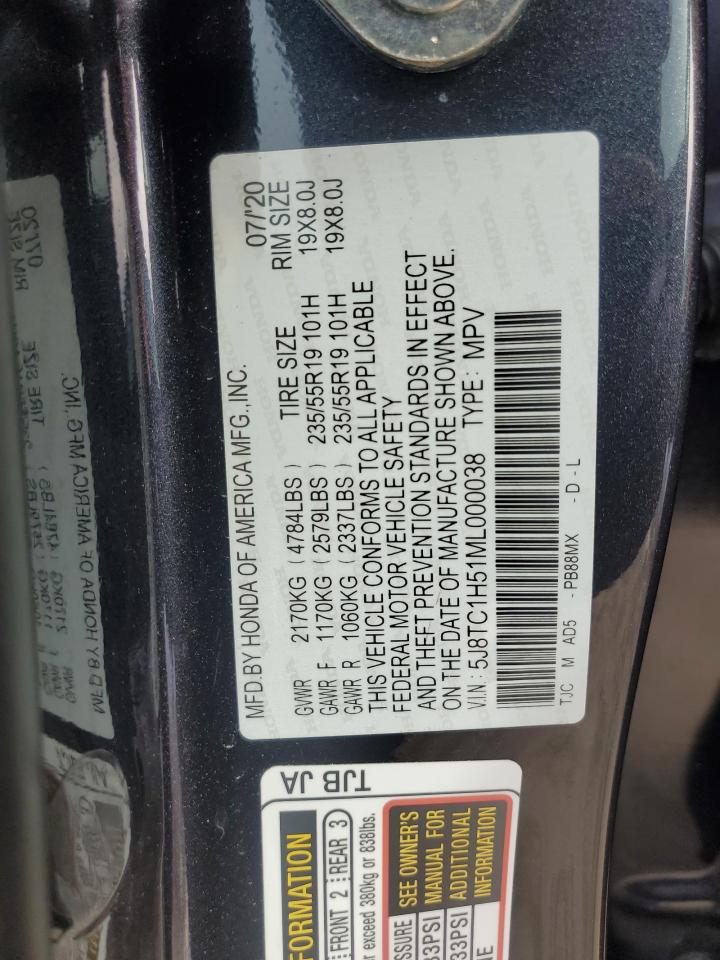 MFD.BY HONDA OF AMERICA MFG.,INC. 07/'20
TIRE SIZE RIM SIZE
GVWR 2170KG ( 4784LBS )
GAWR F 1170KG ( 2579LBS ) 235/55R19 101H 19X8.0J
GAWR R 1060KG ( 2337LBS ) 235/55R19 101H 19X8.0J
THIS VEHICLE CONFORMS TO ALL APPLICABLE
FEDERAL MOTOR VEHICLE SAFETY
AND THEFT PREVENTION STANDARDS IN EFFECT
ON THE DATE OF MANUFACTURE SHOWN ABOVE.
V.I.N : 5J8TC1H51ML000038 TYPE : MPV
TJC M AD5 -PB88MX - D - L
TJB JA
FORMATION
FRONT 2 REAR 3
exceed 380kg or 838lbs.
SEE OWNER'S
MANUAL FOR
ADDITIONAL
INFORMATION
33PSI
33PSI